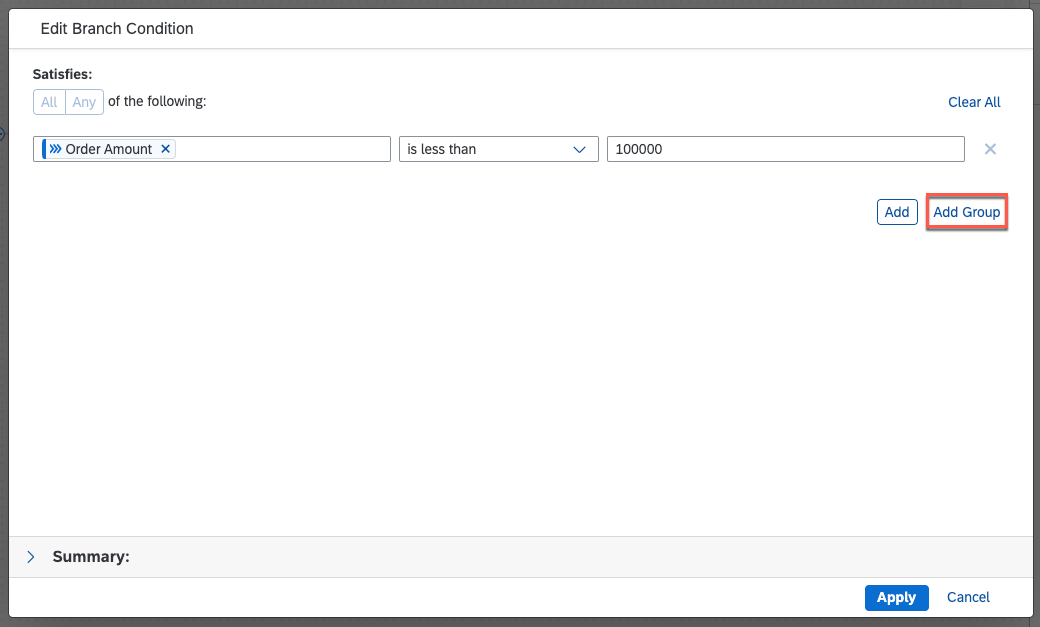 Edit Branch Condition
Satisfies:
All Any of the following: Clear All
Order Amount is less than 100000
Add Add Group
Summary:
Apply Cancel